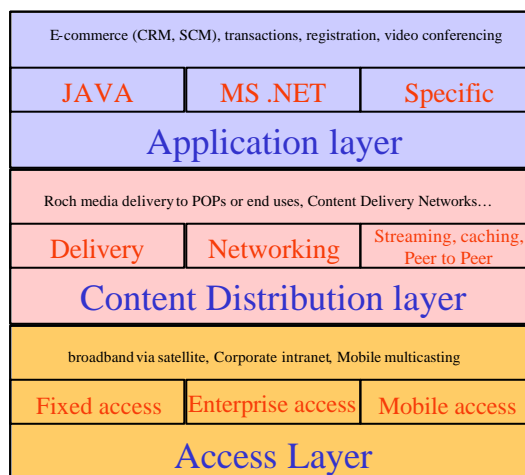 E-commerce (CRM, SCM), transactions, registration, video conferencing
JAVA
MS .NET
Specific
Application layer
Roch media delivery to POPs or end uses, Content Delivery Networks…
Delivery
Networking
Streaming, caching,
Peer to Peer
Content Distribution layer
broadband via satellite, Corporate intranet, Mobile multicasting
Fixed access
Enterprise access
Mobile access
Access Layer